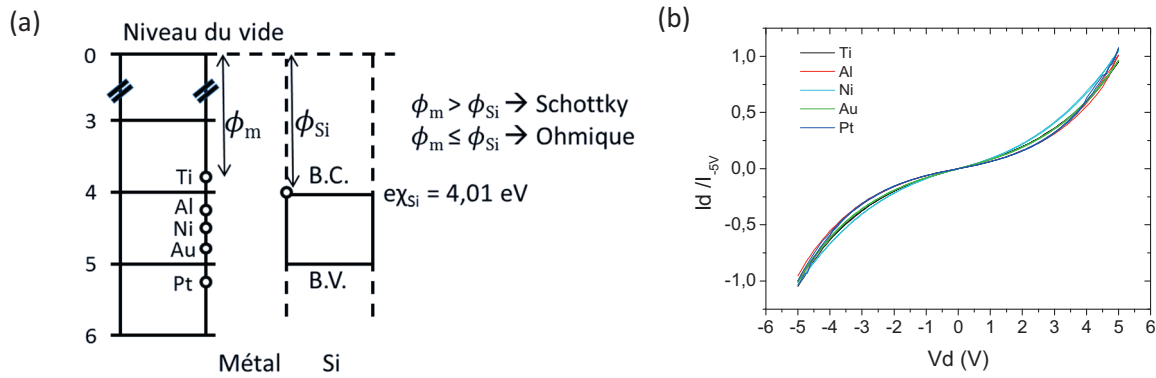 (a)
Niveau du vide
0
3
4
5
6
Ti
Al
Ni
Au
Pt
ϕm
ϕSi
B.C.
B.V.
eχSi = 4,01 eV
ϕm > ϕSi → Schottky
ϕm ≤ ϕSi → Ohmique
Métal
Si
(b)
Ti
Al
Ni
Au
Pt
1,0
0,5
0,0
-0,5
-1,0
Id /I-5V
-6 -5 -4 -3 -2 -1 0 1 2 3 4 5 6
Vd (V)